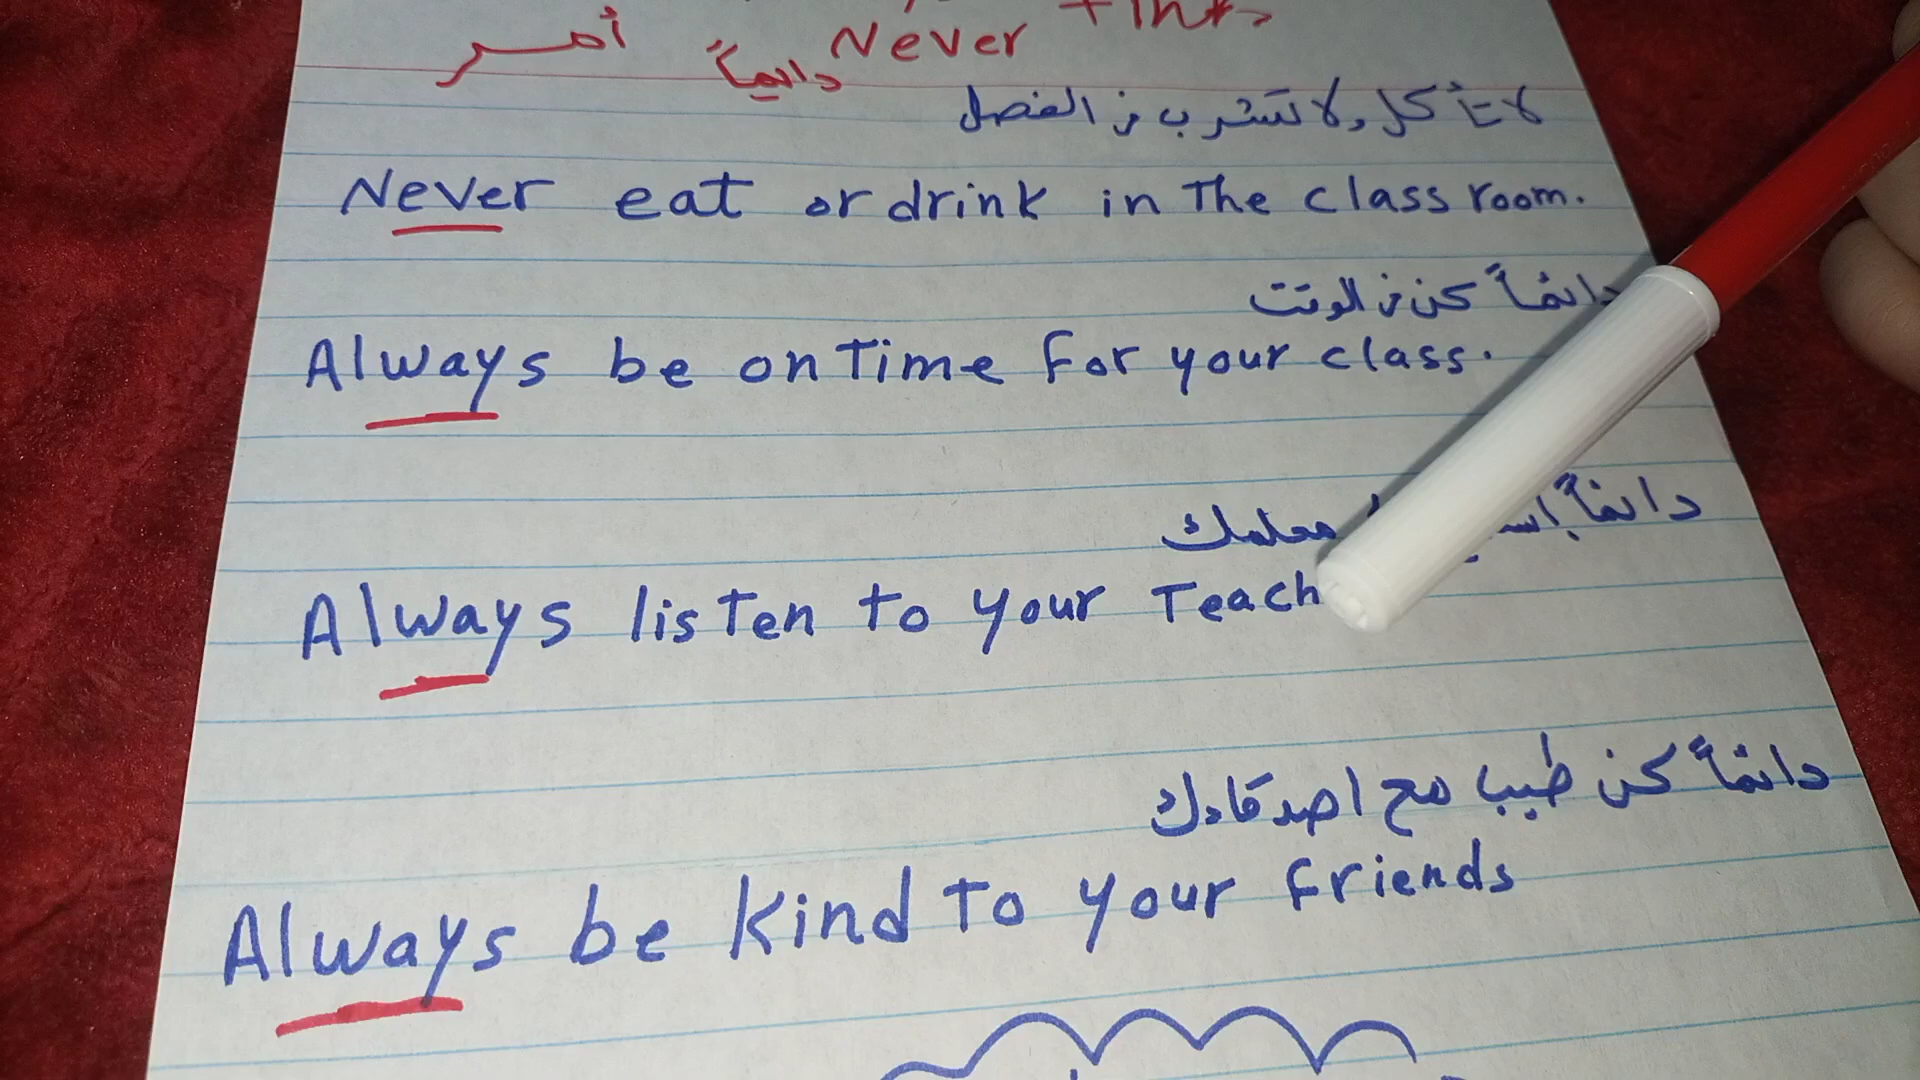 Never
دايماً أمر
لا تأكل ولا تشرب في الفصل
Never eat or drink in The class room.
دائماً كن في الوقت
Always be on Time For your class.
دائماً معلمك
Always listen to your Teach
دائماً كن طيب مع اصدقاءك
Always be kind To your Friends